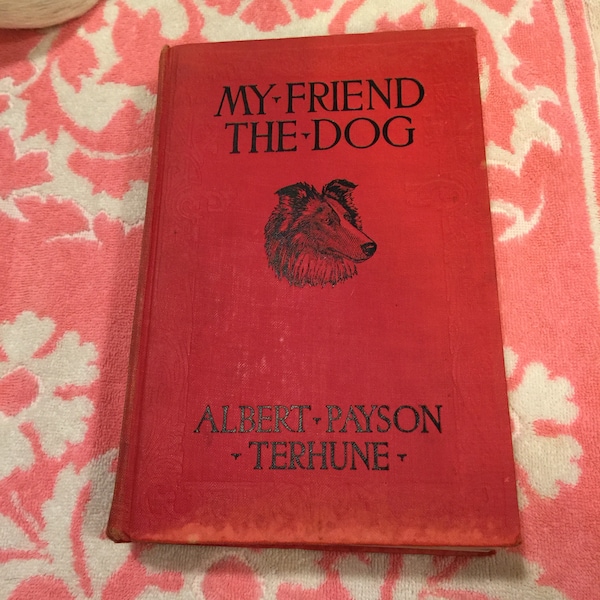 MY·FRIEND
THE·DOG
ALBERT·PAYSON
·TERHUNE·